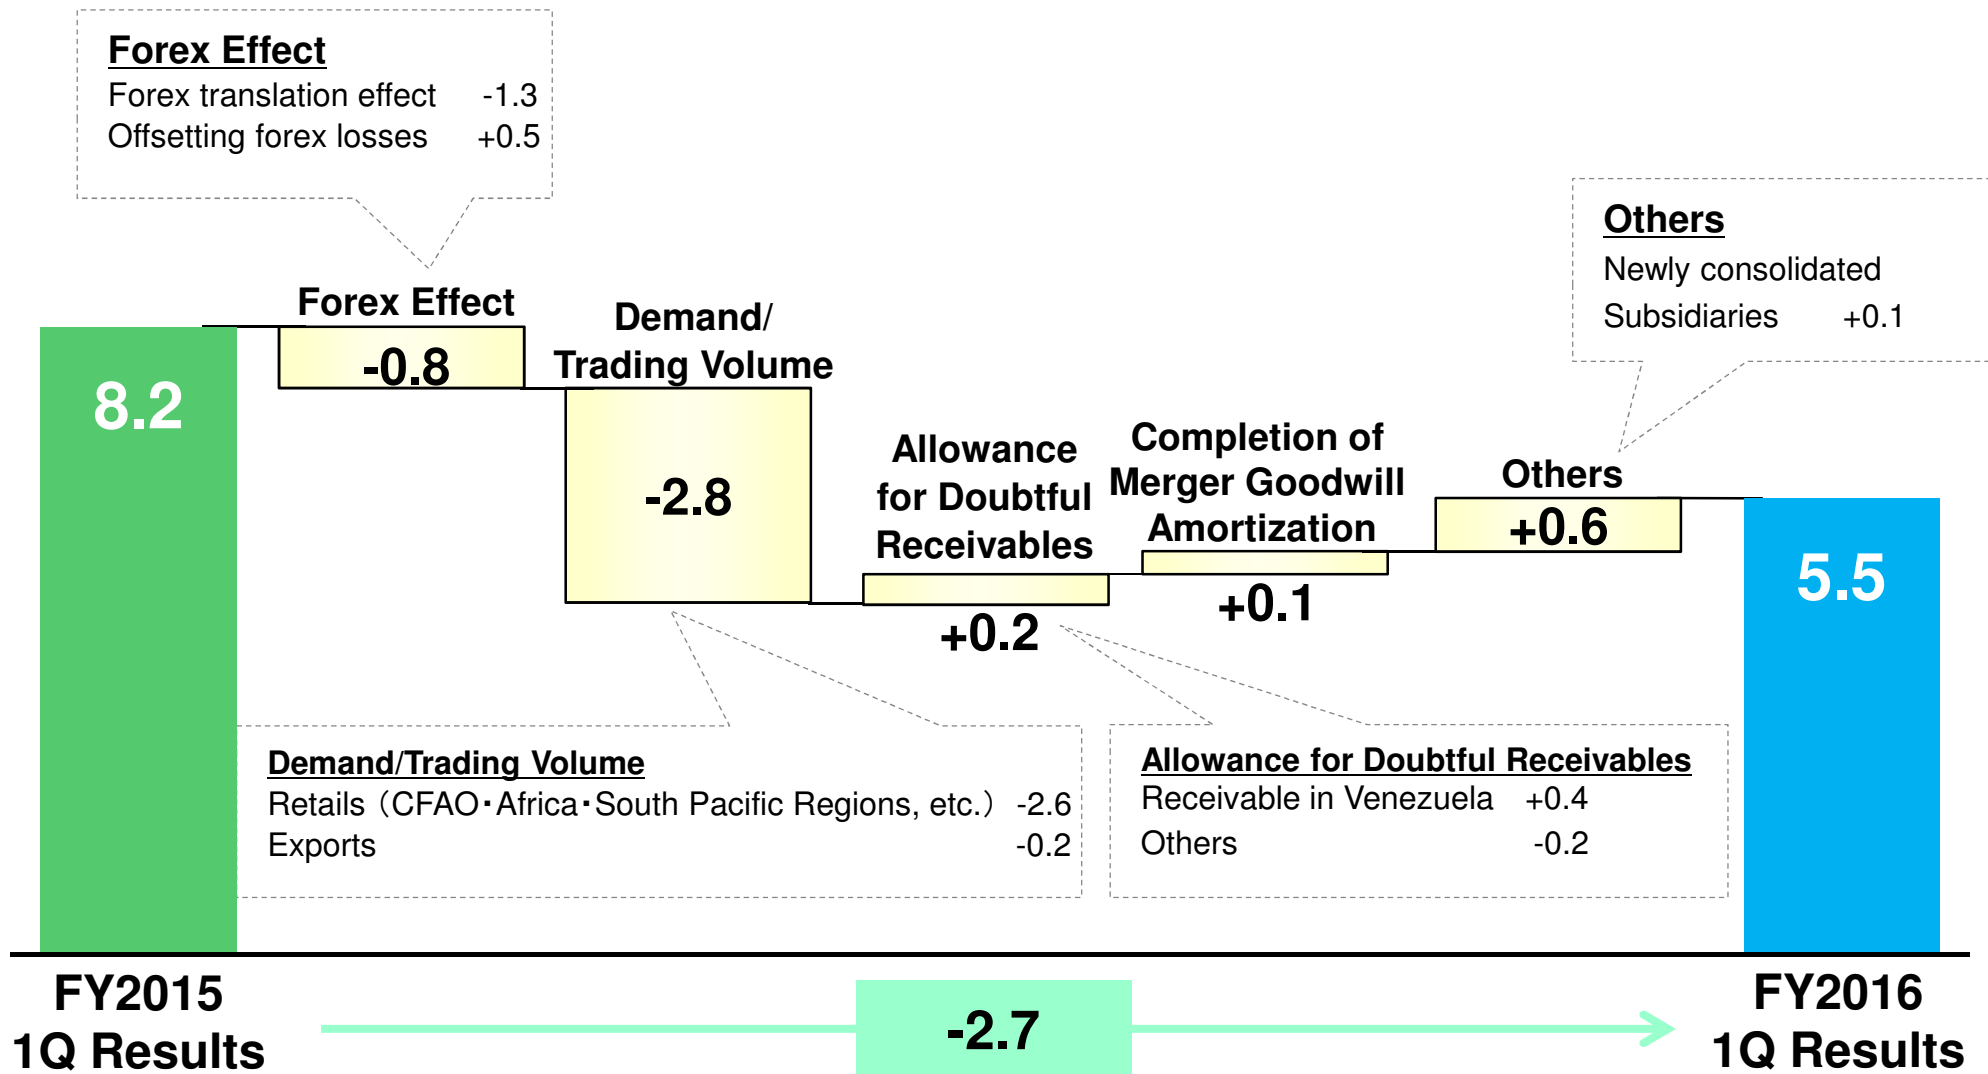 Forex Effect
Forex translation effect -1.3
Offsetting forex losses +0.5
Others
Newly consolidated
Subsidiaries +0.1
Forex Effect
-0.8
Demand/
Trading Volume
-2.8
Allowance
for Doubtful
Receivables
+0.2
Completion of
Merger Goodwill
Amortization
+0.1
Others
+0.6
8.2
5.5
Demand/Trading Volume
Retails（CFAO・Africa・South Pacific Regions, etc.） -2.6
Exports -0.2
Allowance for Doubtful Receivables
Receivable in Venezuela +0.4
Others -0.2
FY2015
1Q Results
-2.7
FY2016
1Q Results